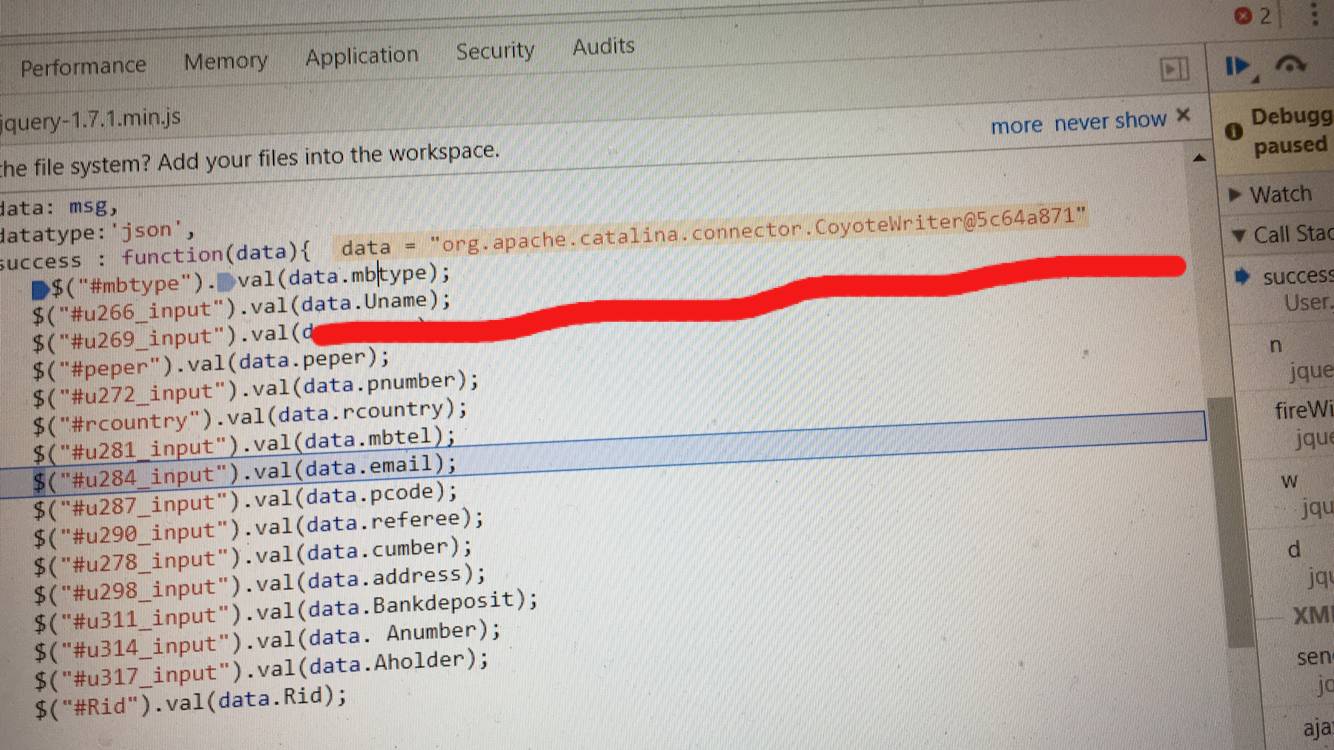 2
Performance Memory Application Security Audits
jquery-1.7.1.min.js
the file system? Add your files into the workspace. more never show ×
Debugg
paused
data: msg,
datatype:'json',
success : function(data){ data = "org.apache.catalina.connector.CoyoteWriter@5c64a871"
$("#mbtype").val(data.mbtype);
$("#u266_input").val(data.Uname);
$("#u269_input").val(d
$("#peper").val(data.peper);
$("#u272_input").val(data.pnumber);
$("#rcountry").val(data.rcountry);
$("#u281_input").val(data.mbtel);
$("#u284_input").val(data.email);
$("#u287_input").val(data.pcode);
$("#u290_input").val(data.referee);
$("#u278_input").val(data.cumber);
$("#u298_input").val(data.address);
$("#u311_input").val(data.Bankdeposit);
$("#u314_input").val(data. Anumber);
$("#u317_input").val(data.Aholder);
$("#Rid").val(data.Rid);
Watch
Call Stac
success
User.
n
jque
fireWi
jque
w
jqu
d
jqu
XM
sen
jq
aja